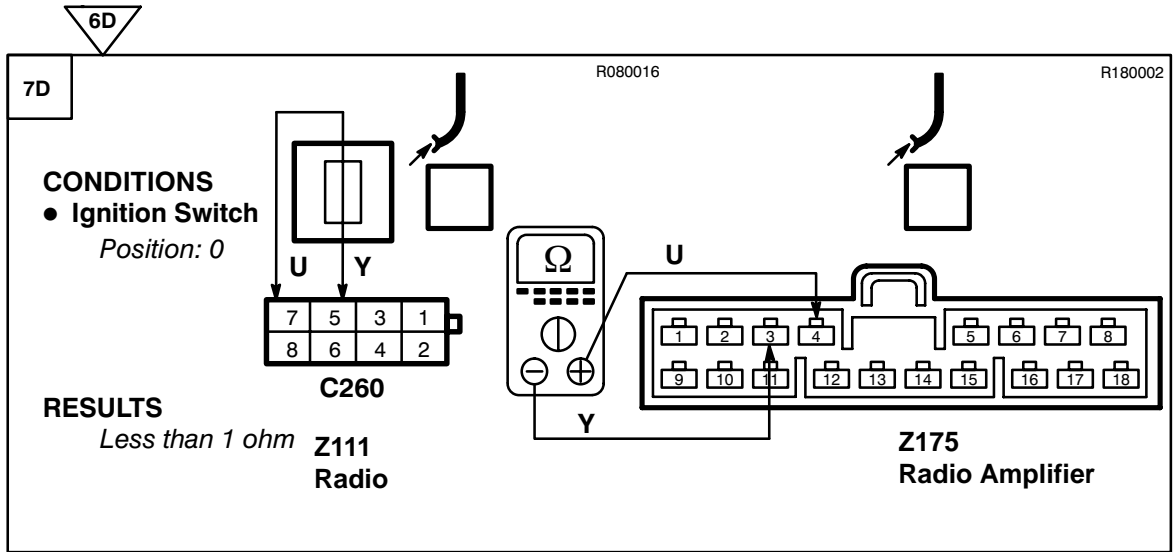 6D
7D
R080016
R180002
CONDITIONS
● Ignition Switch
Position: 0
U Y
Ω
U
7 5 3 1
8 6 4 2
C260
1 2 3 4 5 6 7 8
9 10 11 12 13 14 15 16 17 18
− +
Y
RESULTS
Less than 1 ohm
Z111
Radio
Z175
Radio Amplifier